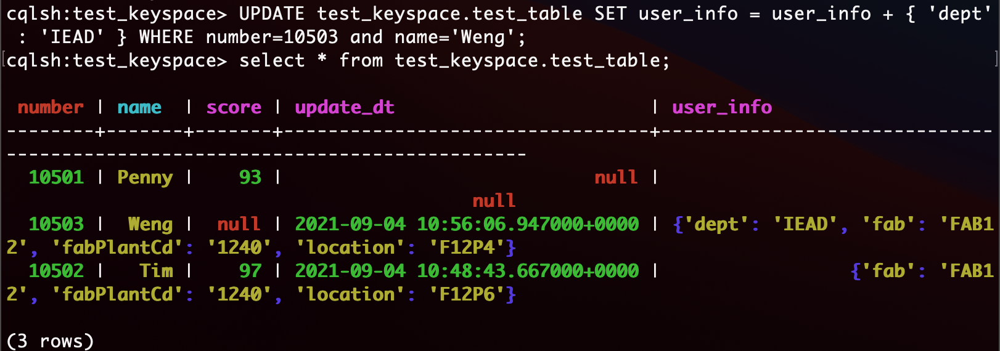 cqlsh:test_keyspace> UPDATE test_keyspace.test_table SET user_info = user_info + { 'dept'
 : 'IEAD' } WHERE number=10503 and name='Weng';
[cqlsh:test_keyspace> select * from test_keyspace.test_table;                             ]

 number | name  | score | update_dt                       | user_info
--------+-------+-------+---------------------------------+------------------------------
-----------------------------------------------
  10501 | Penny |    93 |                            null |
                                          null
  10503 |  Weng |  null | 2021-09-04 10:56:06.947000+0000 | {'dept': 'IEAD', 'fab': 'FAB1
2', 'fabPlantCd': '1240', 'location': 'F12P4'}
  10502 |   Tim |    97 | 2021-09-04 10:48:43.667000+0000 |                 {'fab': 'FAB1
2', 'fabPlantCd': '1240', 'location': 'F12P6'}

(3 rows)